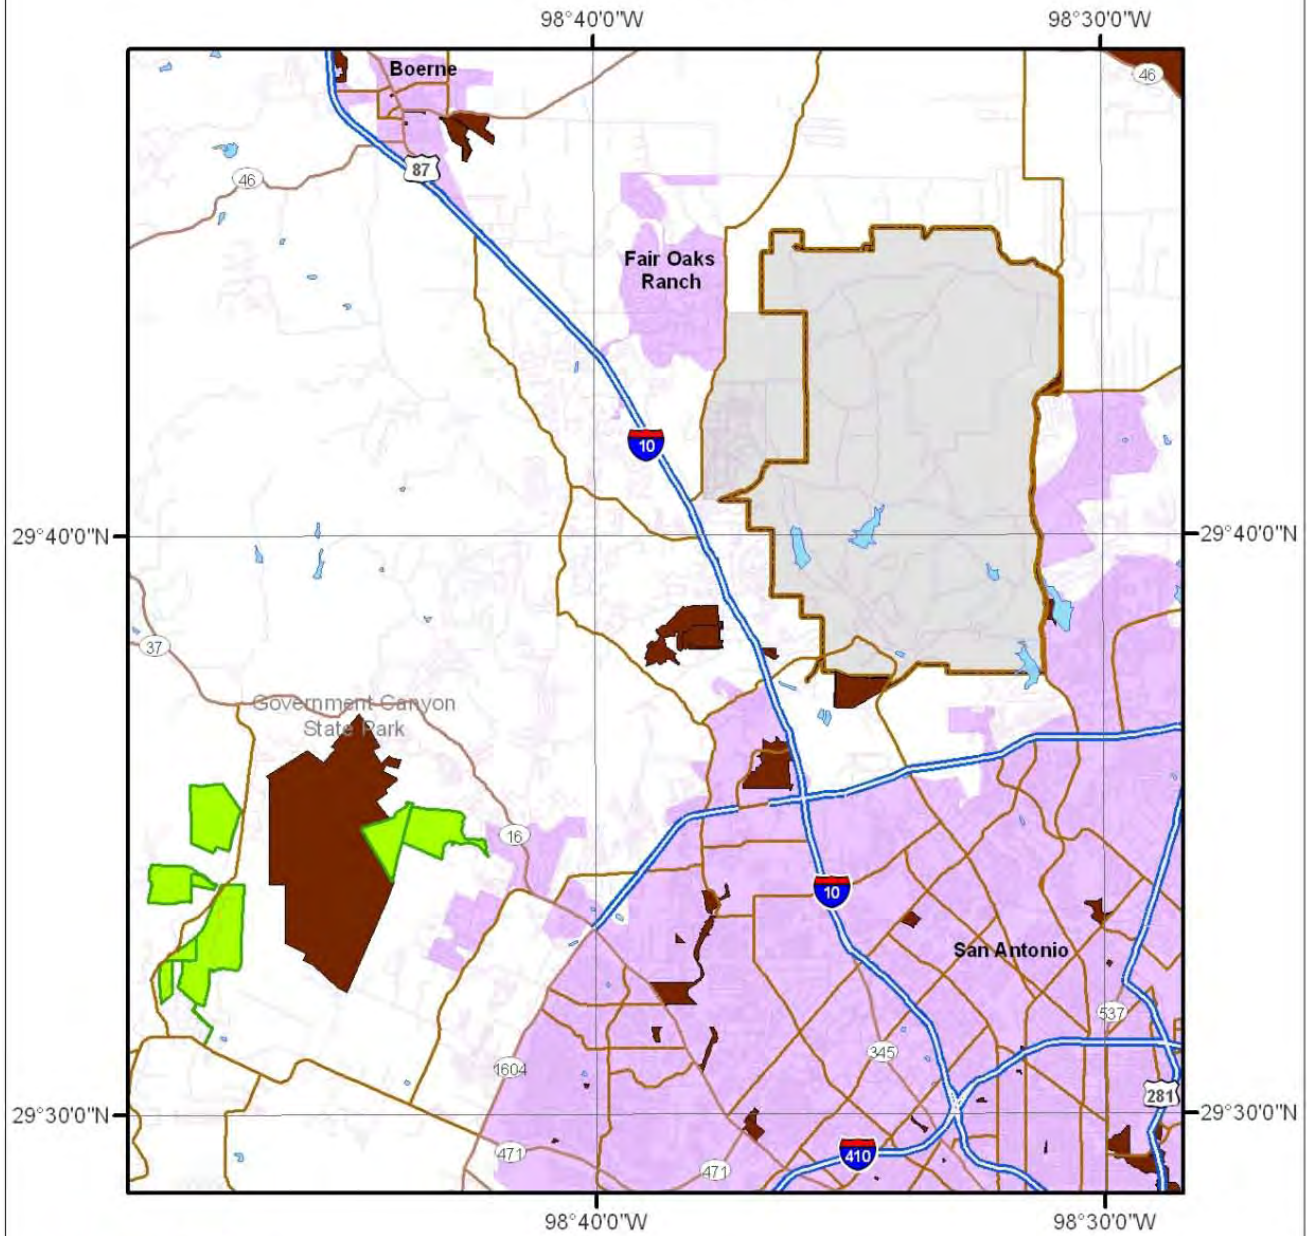 98°40'0"W
98°30'0"W
Boerne
46
87
46
Fair Oaks
Ranch
10
29°40'0"N
29°40'0"N
37
Government Canyon
State Park
16
10
San Antonio
537
345
1604
281
29°30'0"N
29°30'0"N
471
410
471
98°40'0"W
98°30'0"W